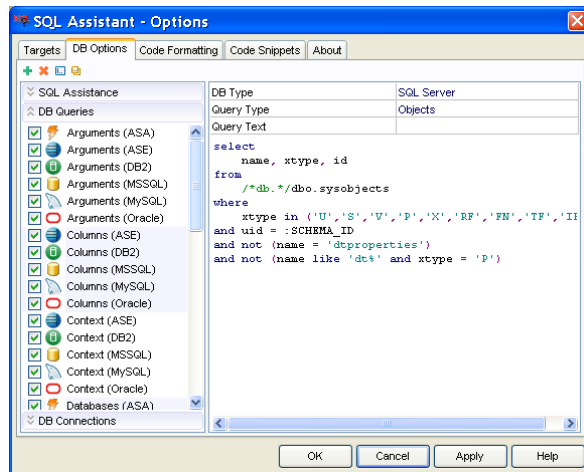 SQL Assistant - Options
Targets DB Options Code Formatting Code Snippets About
SQL Assistance
DB Queries
Arguments (ASA)
Arguments (ASE)
Arguments (DB2)
Arguments (MSSQL)
Arguments (MySQL)
Arguments (Oracle)
Columns (ASE)
Columns (DB2)
Columns (MSSQL)
Columns (MySQL)
Columns (Oracle)
Context (ASE)
Context (DB2)
Context (MSSQL)
Context (MySQL)
Context (Oracle)
Databases (ASA)
DB Connections
DB Type SQL Server
Query Type Objects
Query Text
select
name, xtype, id
from
/*db.*/dbo.sysobjects
where
xtype in ('U','S','V','P','X','RF','FN','TF',
and uid = :SCHEMA_ID
and not (name = 'dtproperties')
and not (name like 'dt%' and xtype = 'P')
OK Cancel Apply Help